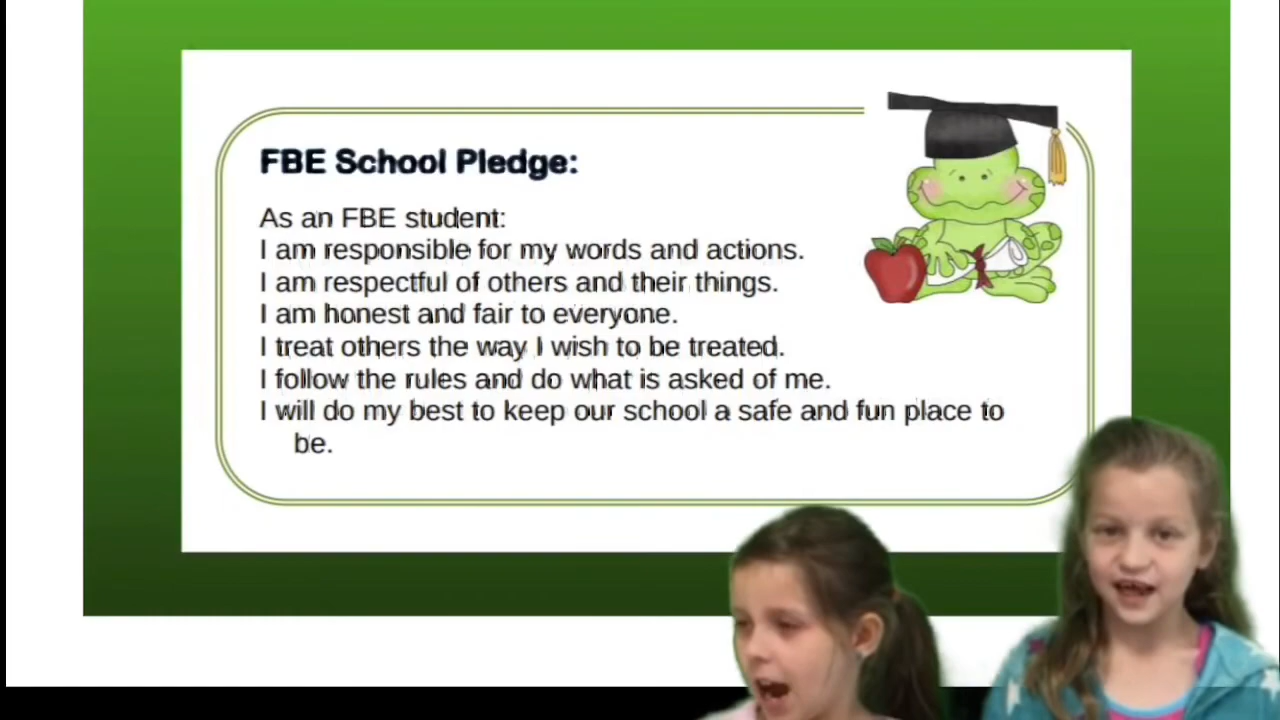 FBE School Pledge:
As an FBE student:
I am responsible for my words and actions.
I am respectful of others and their things.
I am honest and fair to everyone.
I treat others the way I wish to be treated.
I follow the rules and do what is asked of me.
I will do my best to keep our school a safe and fun place to
be.